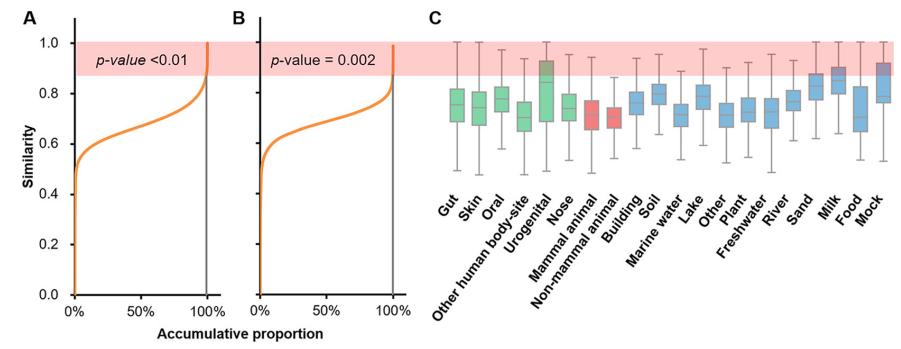 A
B
C
1.0
0.8
0.6
0.4
0.2
0.0
Similarity
p-value <0.01
p-value = 0.002
0%
50%
100%
0%
50%
100%
Accumulative proportion
Gut
Skin
Oral
Other human body-site
Urogenital
Nose
Mammal animal
Non-mammal animal
Building
Soil
Marine water
Lake
Other
Plant
Freshwater
River
Sand
Milk
Food
Mock